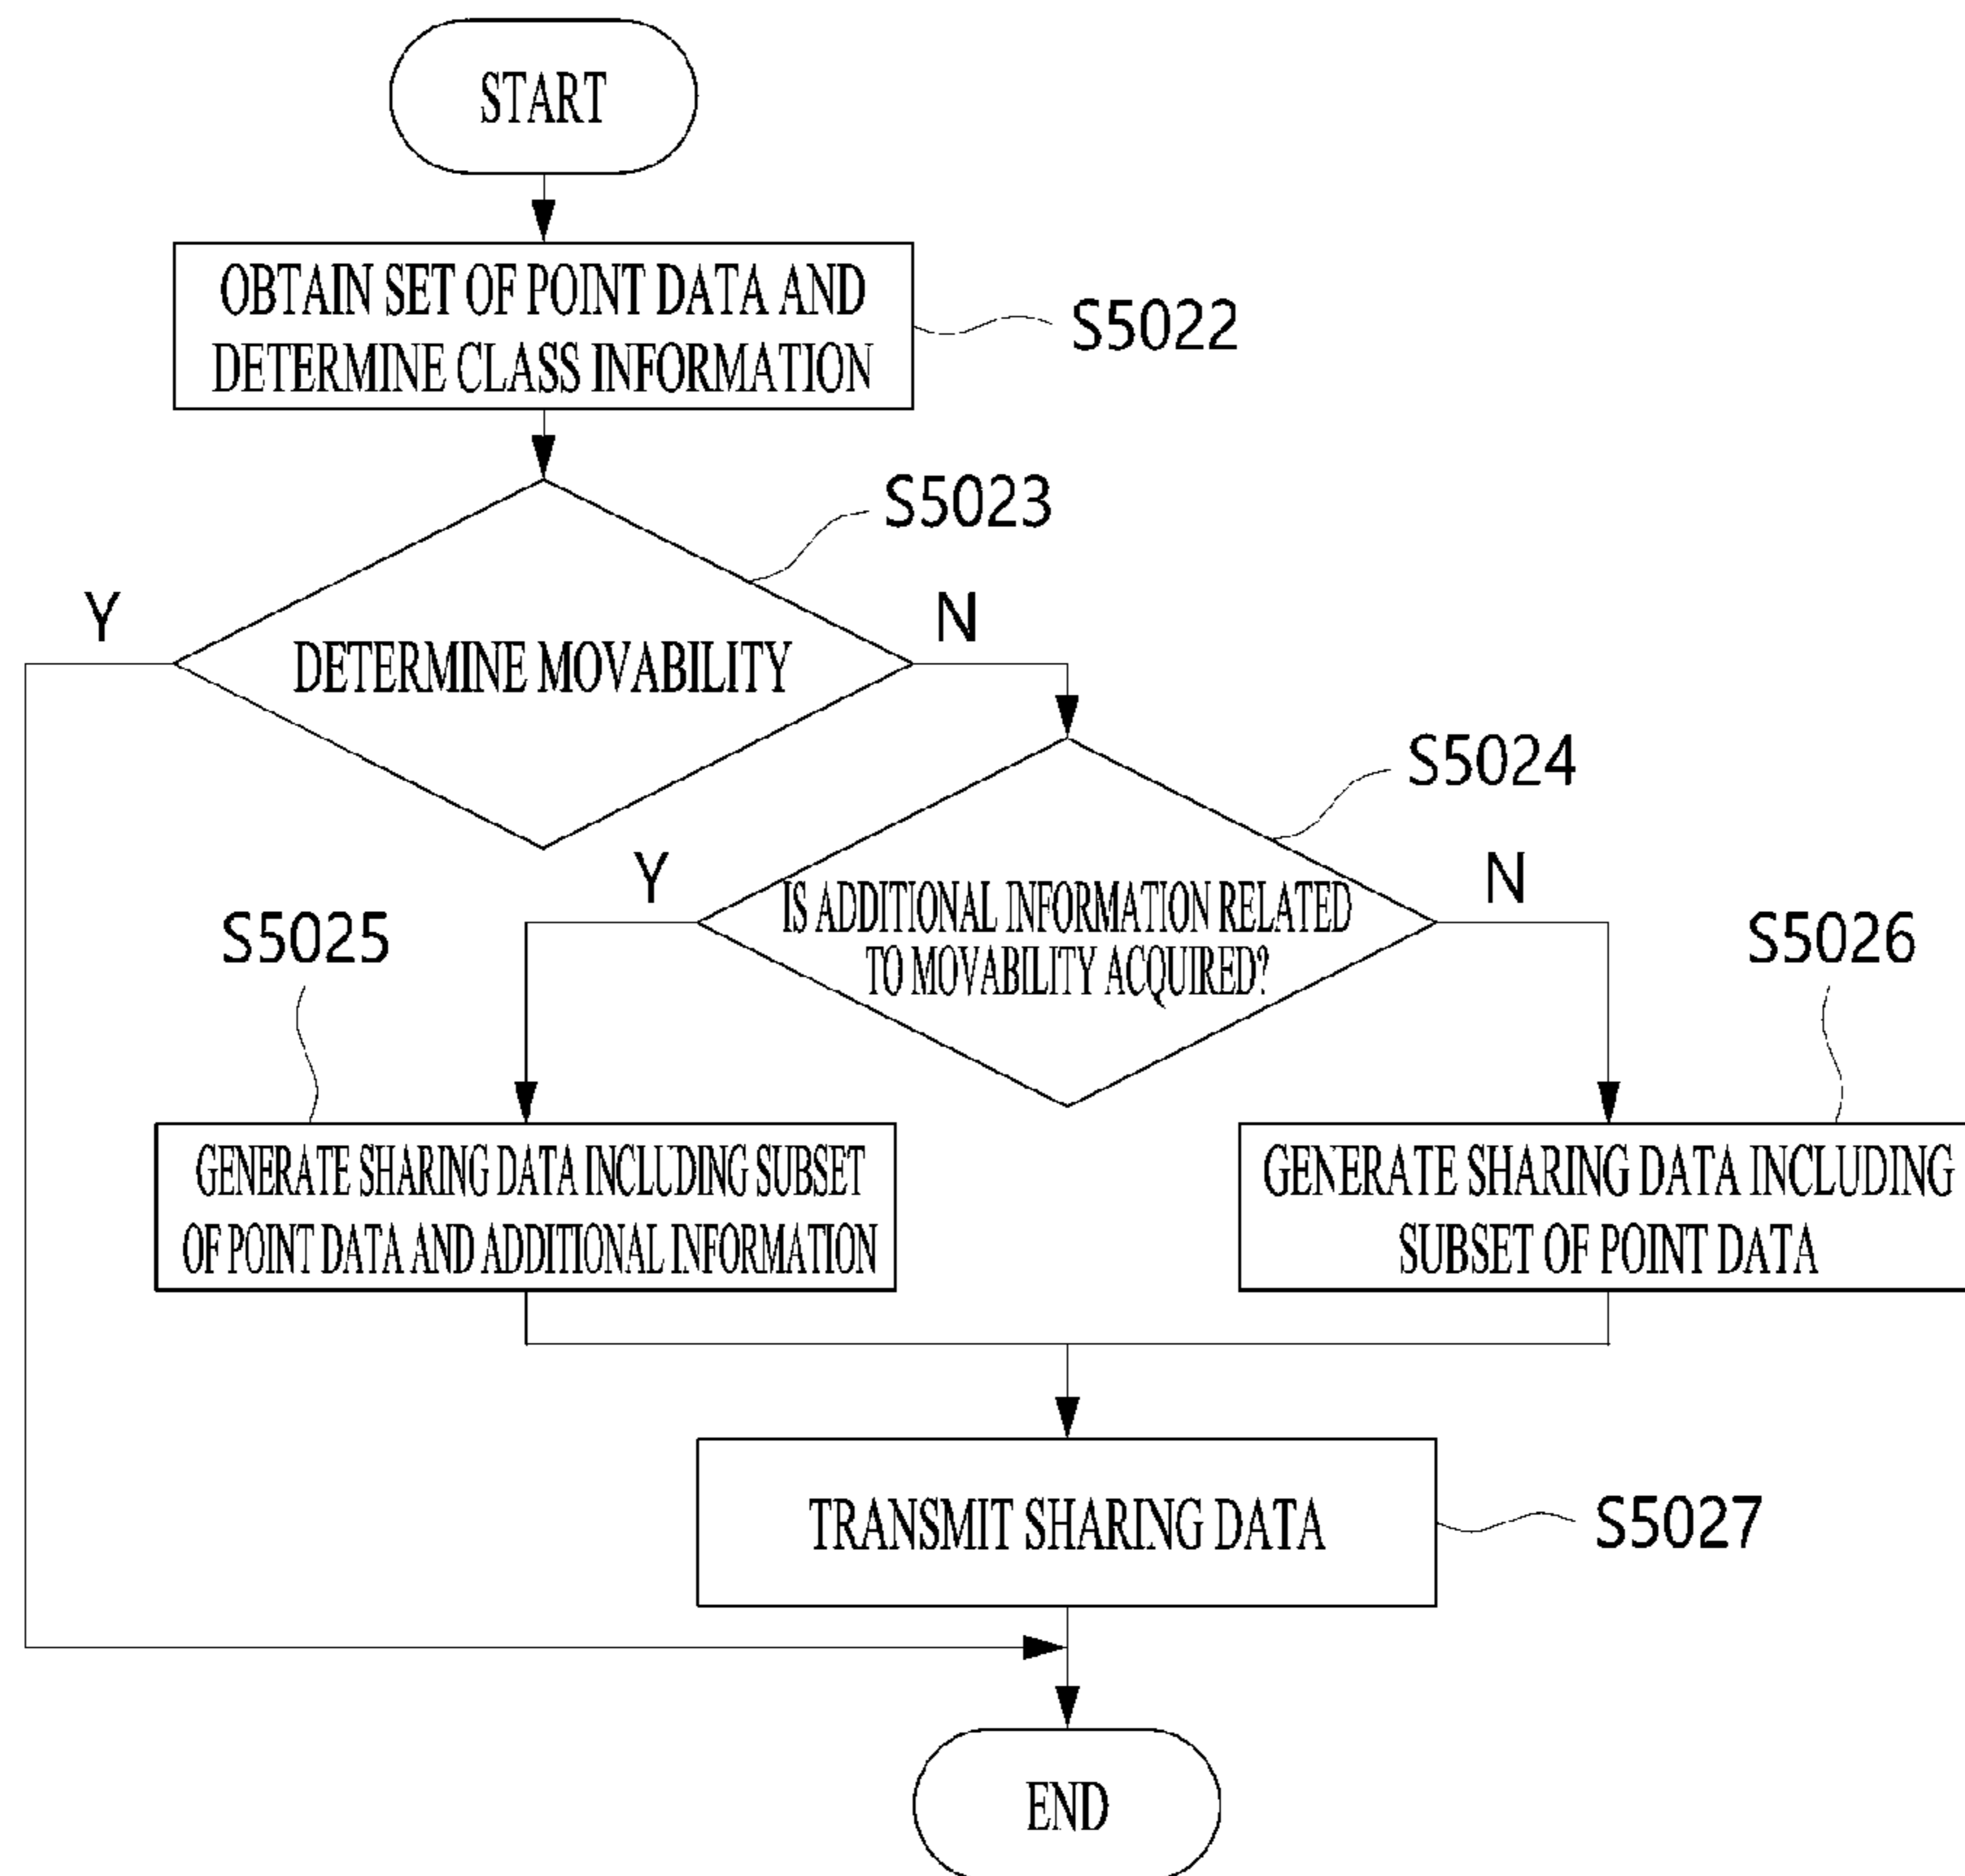 START
OBTAIN SET OF POINT DATA AND
DETERMINE CLASS INFORMATION
S5022
S5023
Y
N
DETERMINE MOVABILITY
S5024
Y
N
IS ADDITIONAL INFORMATION RELATED
TO MOVABILITY ACQUIRED?
S5025
S5026
GENERATE SHARING DATA INCLUDING SUBSET
OF POINT DATA AND ADDITIONAL INFORMATION
GENERATE SHARING DATA INCLUDING
SUBSET OF POINT DATA
TRANSMIT SHARING DATA
S5027
END